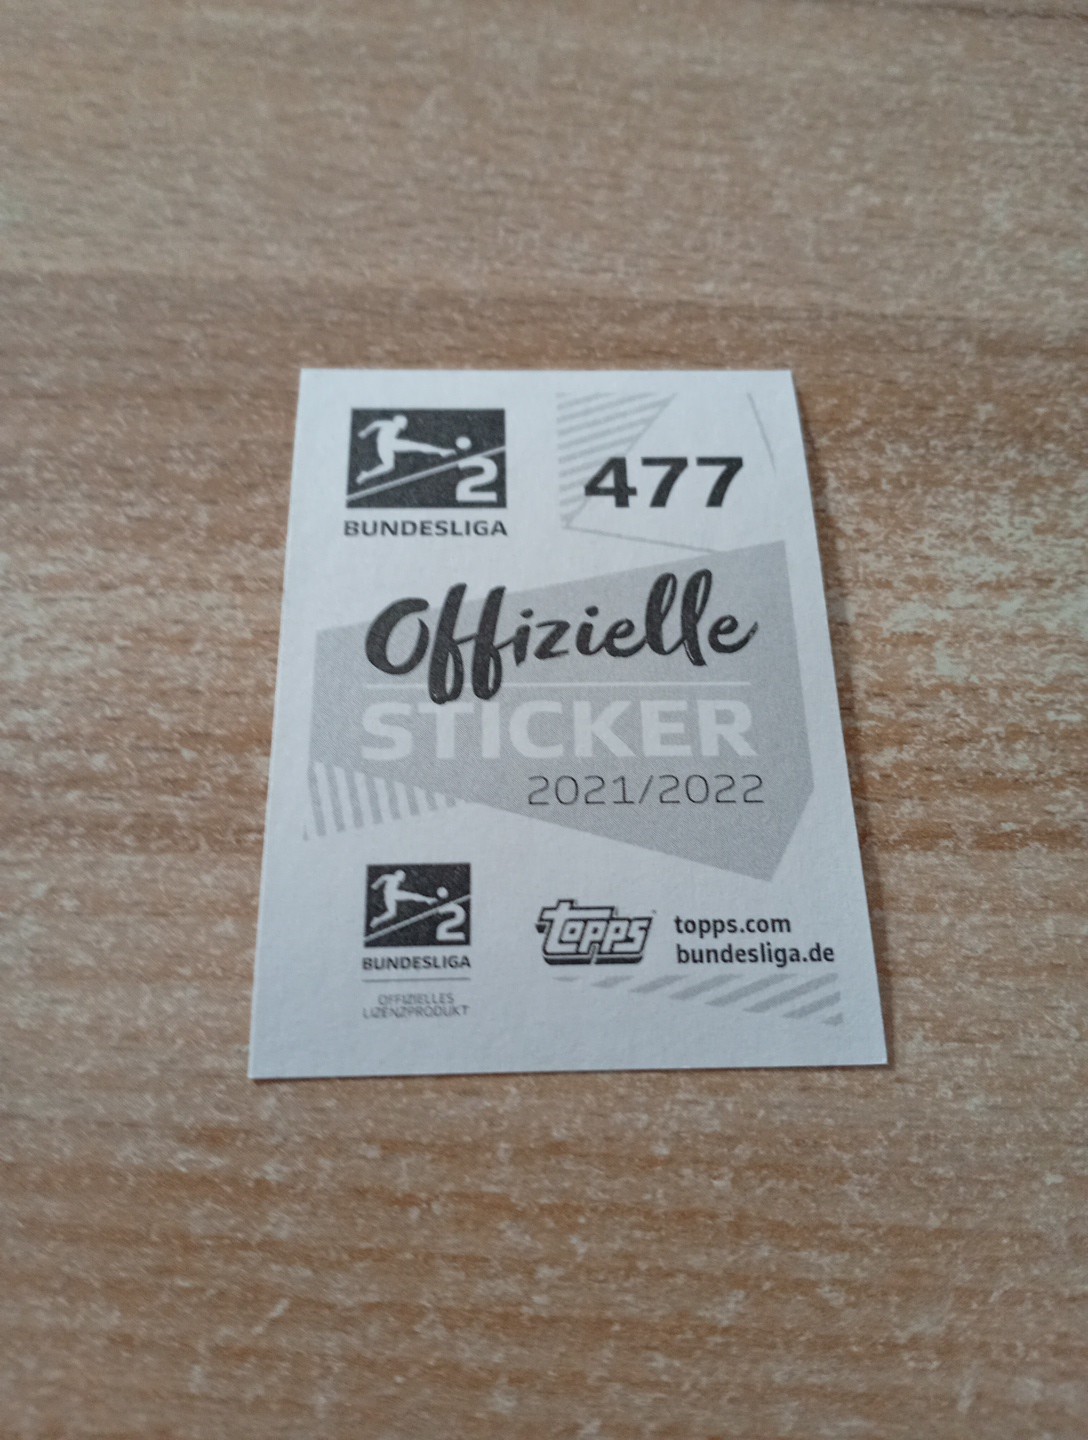 2
BUNDESLIGA
477
Offizielle
STICKER
2021/2022
2
BUNDESLIGA
OFFIZIELLES
LIZENZPRODUKT
topps
topps.com
bundesliga.de